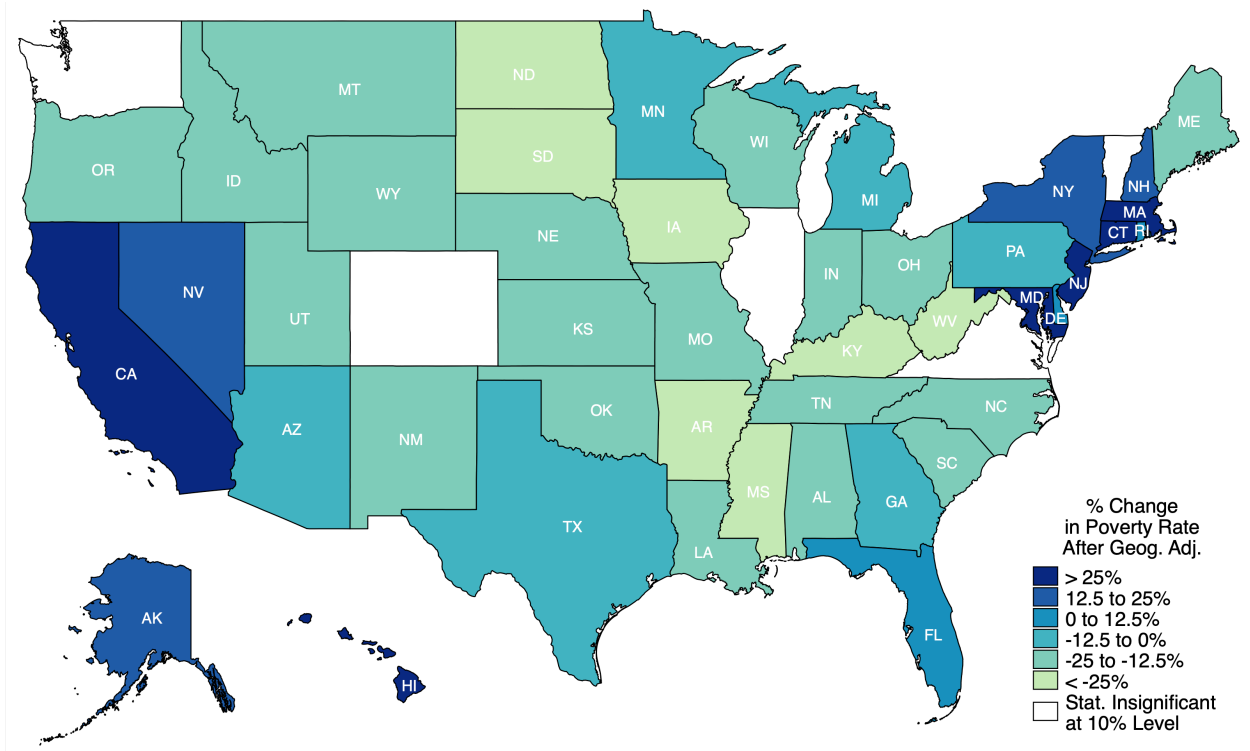 ND
MT
MN
ME
WI
SD
OR
ID
NH
NY
WY
MI
MA
IA
RI
CT
NE
PA
OH
IN
NJ
NV
MD
UT
DE
WV
KS
MO
KY
CA
TN
NC
OK
AR
AZ
NM
SC
MS
AL
GA
TX
LA
AK
FL
HI
% Change
in Poverty Rate
After Geog. Adj.
> 25%
12.5 to 25%
0 to 12.5%
-12.5 to 0%
-25 to -12.5%
< -25%
Stat. Insignificant
at 10% Level